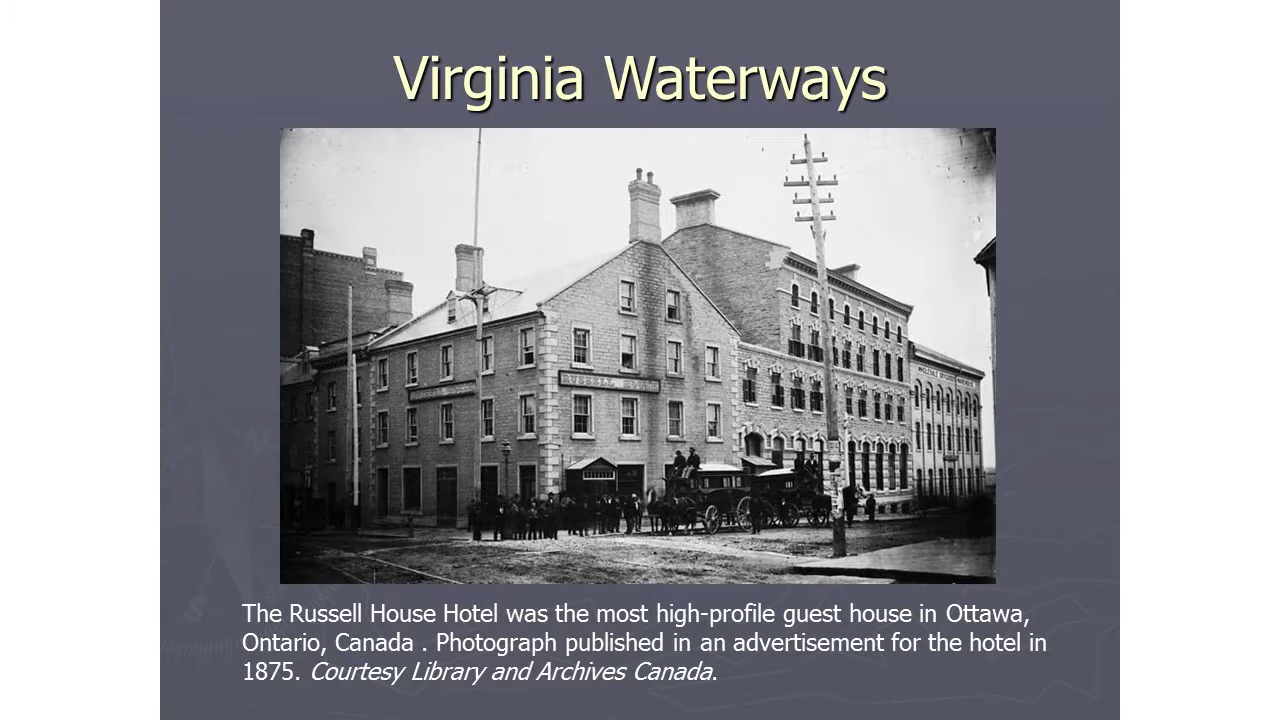 Virginia Waterways
RUSSELL HOUSE
The Russell House Hotel was the most high-profile guest house in Ottawa,
Ontario, Canada . Photograph published in an advertisement for the hotel in
1875. Courtesy Library and Archives Canada.